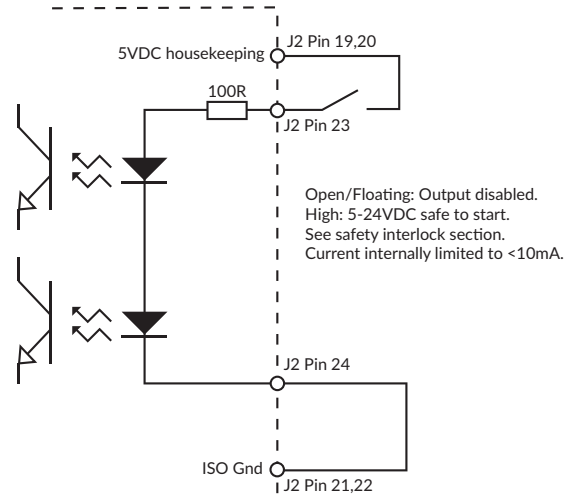 J2 Pin 19,20
5VDC housekeeping
100R
J2 Pin 23
Open/Floating: Output disabled.
High: 5-24VDC safe to start.
See safety interlock section.
Current internally limited to <10mA.
J2 Pin 24
ISO Gnd
J2 Pin 21,22